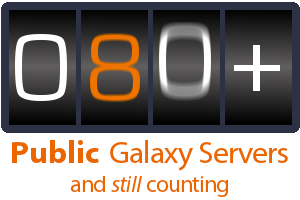 080+
Public Galaxy Servers
and still counting